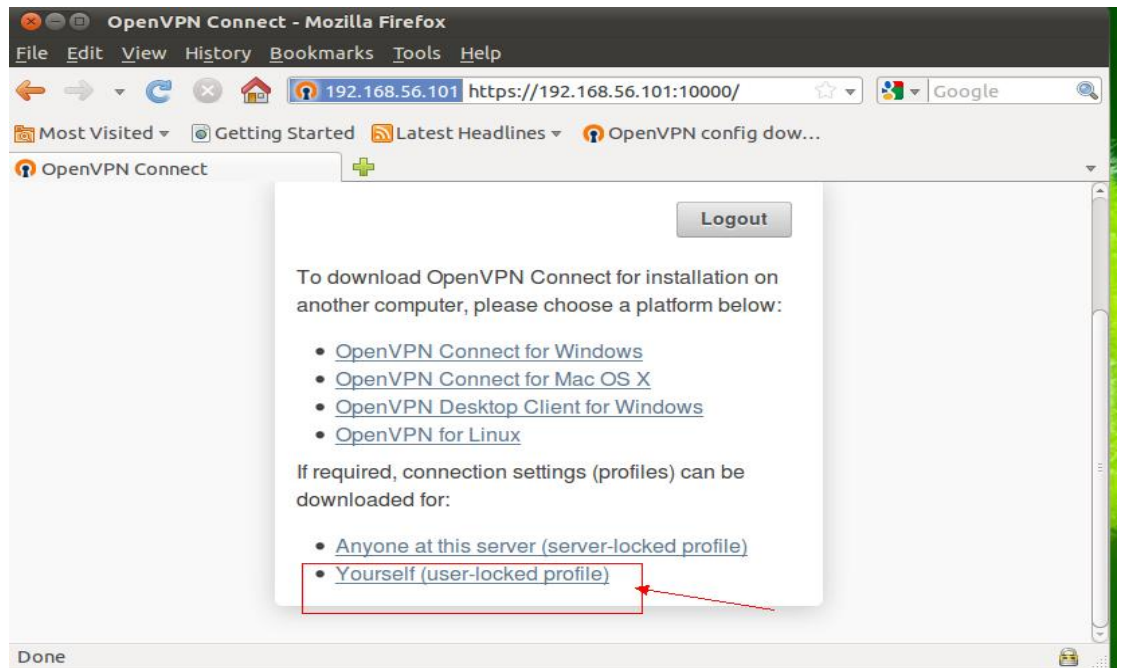 OpenVPN Connect - Mozilla Firefox
File Edit View History Bookmarks Tools Help
192.168.56.101 https://192.168.56.101:10000/ Google
Most Visited Getting Started Latest Headlines OpenVPN config dow...
OpenVPN Connect
Logout
To download OpenVPN Connect for installation on
another computer, please choose a platform below:
• OpenVPN Connect for Windows
• OpenVPN Connect for Mac OS X
• OpenVPN Desktop Client for Windows
• OpenVPN for Linux
If required, connection settings (profiles) can be
downloaded for:
• Anyone at this server (server-locked profile)
• Yourself (user-locked profile)
Done